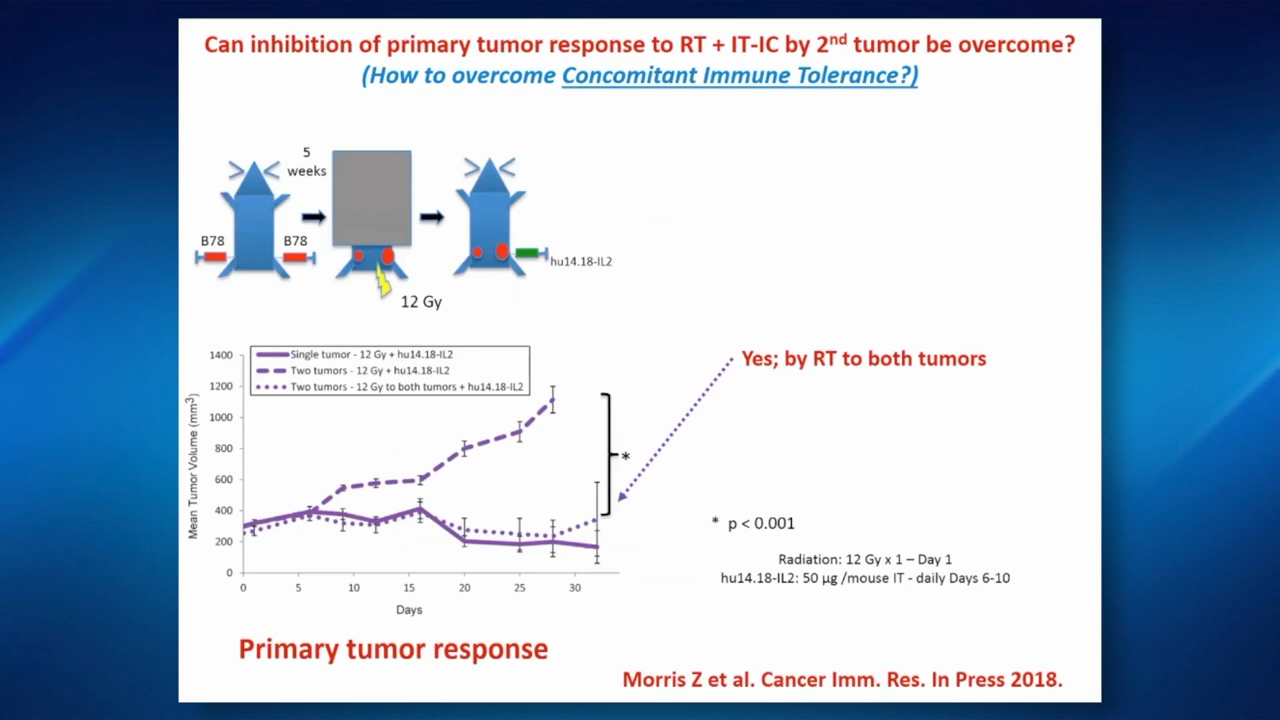 Can inhibition of primary tumor response to RT + IT-IC by 2nd tumor be overcome?
(How to overcome Concomitant Immune Tolerance?)
5
weeks
B78
B78
hu14.18-IL2
12 Gy
Single tumor - 12 Gy + hu14.18-IL2
Two tumors - 12 Gy + hu14.18-IL2
Two tumors - 12 Gy to both tumors + hu14.18-IL2
Mean Tumor Volume (mm3)
1400
1200
1000
800
600
400
200
0
0 5 10 15 20 25 30
Days
*
Yes; by RT to both tumors
* p < 0.001
Radiation: 12 Gy x 1 – Day 1
hu14.18-IL2: 50 µg /mouse IT - daily Days 6-10
Primary tumor response
Morris Z et al. Cancer Imm. Res. In Press 2018.